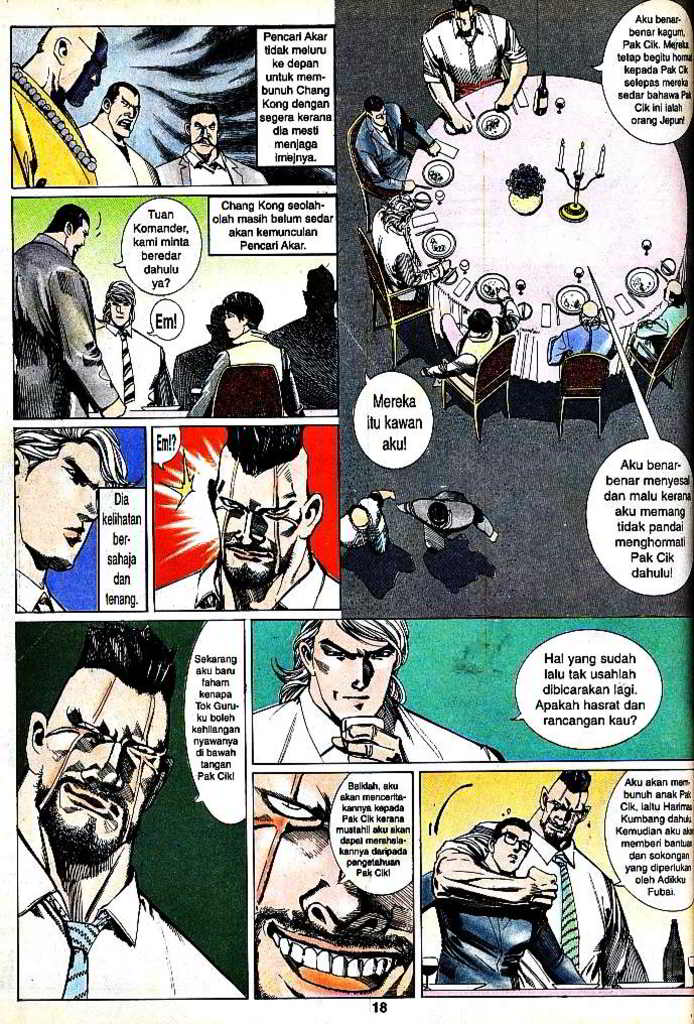 Pencari Akar
tidak meluru
ke depan
untuk mem-
bunuh Chang
Kong dengan
segera kerana
dia mesti
menjaga
imejnya.
Aku benar-
benar kagum,
Pak Cik. Mereka
tetap begitu hormat
kepada Pak Cik
selepas mereka
sedar bahawa Pak
Cik ini ialah
orang Jepun!
Chang Kong seolah-
olah masih belum sedar
akan kemunculan
Pencari Akar.
Tuan
Komander,
kami minta
beredar
dahulu
ya?
Em!
Mereka
itu kawan
aku!
Aku benar-
benar menyesal
dan malu kerana
aku memang
tidak pandai
menghormati
Pak Cik
dahulu!
Dia
kelihatan
ber-
sahaja
dan
tenang.
Em!?
Sekarang
aku baru
faham
kenapa
Tok Guru-
ku boleh
kehilangan
nyawanya
di bawah
tangan
Pak Cik!
Hal yang sudah
lalu tak usahlah
dibicarakan lagi.
Apakah hasrat dan
rancangan kau?
Baiklah, aku
akan mencerita-
kannya kepada
Pak Cik kerana
mustahil aku akan
dapat merahsia-
kannya daripada
pengetahuan
Pak Cik!
Aku akan mem-
bunuh anak Pak
Cik, iaitu Harimau
Kumbang dahulu.
Kemudian aku akan
memberi bantuan
dan sokongan
yang diperlukan
oleh Adikku
Fubai.
18